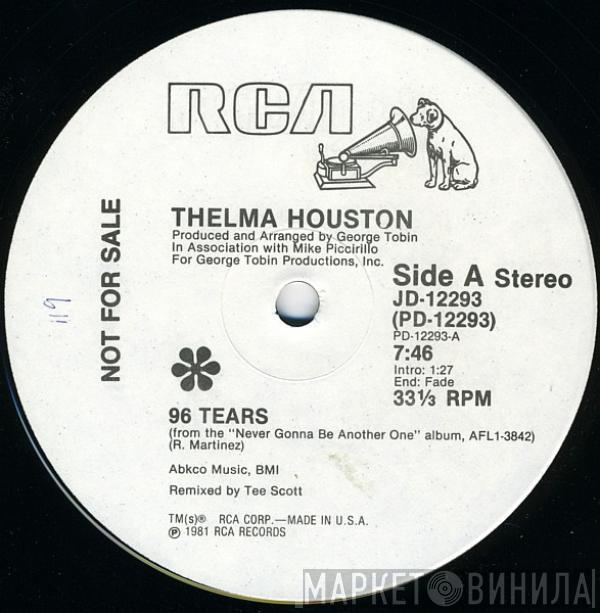 RCA
NOT FOR SALE
119
THELMA HOUSTON
Produced and Arranged by George Tobin
In Association with Mike Piccirillo
For George Tobin Productions, Inc.
Side A Stereo
JD-12293
(PD-12293)
PD-12293-A
7:46
Intro: 1:27
End: Fade
33⅓ RPM
96 TEARS
(from the "Never Gonna Be Another One" album, AFL1-3842)
(R. Martinez)
Abkco Music, BMI
Remixed by Tee Scott
TM(s)® RCA CORP.—MADE IN U.S.A.
℗ 1981 RCA RECORDS
МАРКЕТ ВИНИЛА